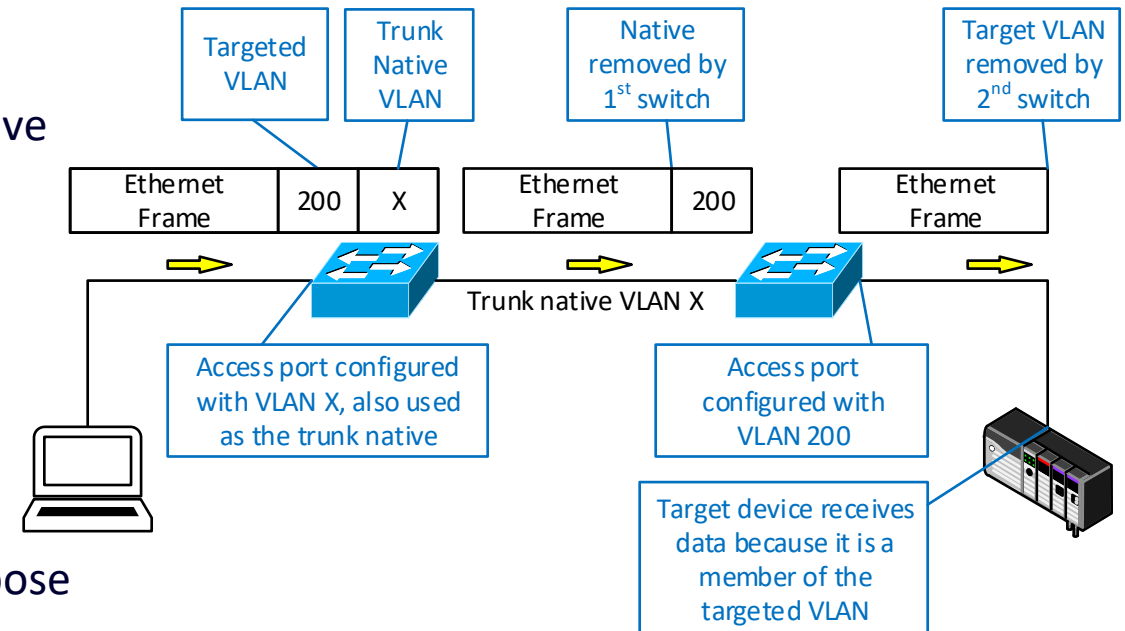 Targeted
VLAN
Trunk
Native
VLAN
Native
removed by
1st switch
Target VLAN
removed by
2nd switch
ve
Ethernet
Frame
200
X
Ethernet
Frame
200
Ethernet
Frame
Trunk native VLAN X
Access port configured
with VLAN X, also used
as the trunk native
Access port
configured with
VLAN 200
Target device receives
data because it is a
member of the
targeted VLAN
pose